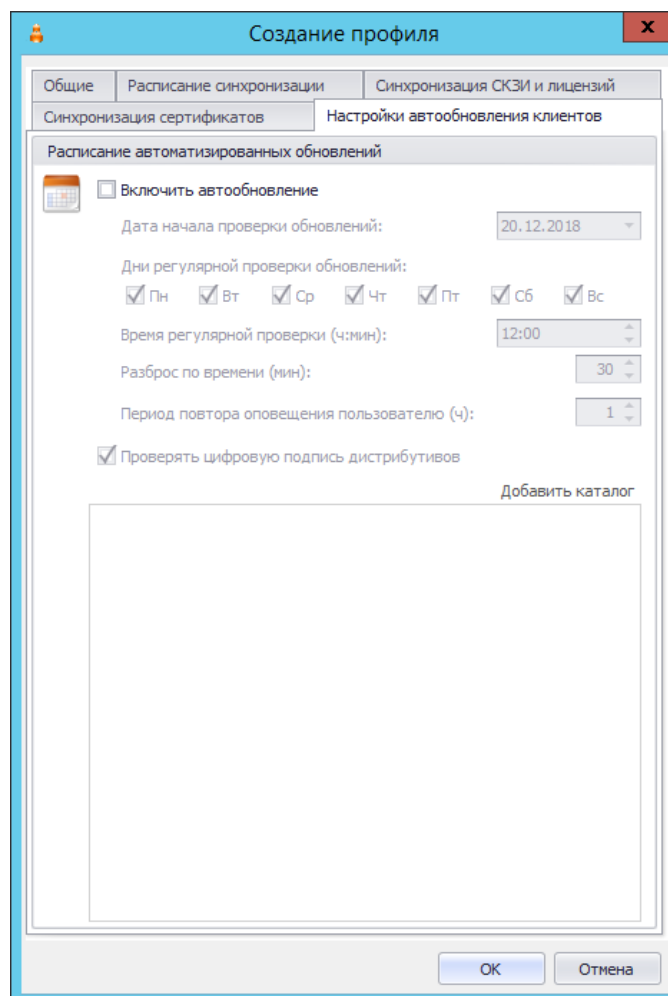 Создание профиля
x
Общие Расписание синхронизации Синхронизация СКЗИ и лицензий
Синхронизация сертификатов Настройки автообновления клиентов
Расписание автоматизированных обновлений
Включить автообновление
Дата начала проверки обновлений: 20.12.2018
Дни регулярной проверки обновлений:
Пн Вт Ср Чт Пт Сб Вс
Время регулярной проверки (ч:мин): 12:00
Разброс по времени (мин): 30
Период повтора оповещения пользователю (ч): 1
Проверять цифровую подпись дистрибутивов
Добавить каталог
ОК Отмена